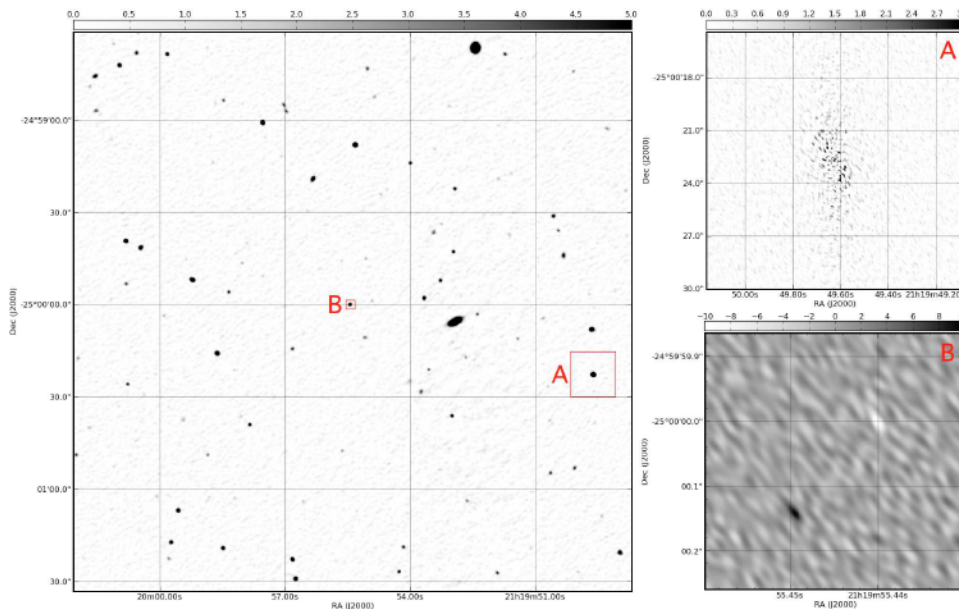 0.0 0.5 1.0 1.5 2.0 2.5 3.0 3.5 4.0 4.5 5.0
-24°59'00.0"
30.0"
-25°00'00.0"
30.0"
01'00.0"
30.0"
Dec (J2000)
B
A
20m00.00s 57.00s 54.00s 21h19m51.00s
RA (J2000)
0.0 0.3 0.6 0.9 1.2 1.5 1.8 2.1 2.4 2.7
A
-25°00'18.0"
21.0"
24.0"
27.0"
30.0"
Dec (J2000)
50.00s 49.80s 49.60s 49.40s 21h19m49.20s
RA (J2000)
−10 −8 −6 −4 −2 0 2 4 6 8
B
-24°59'59.9"
-25°00'00.0"
00.1"
00.2"
Dec (J2000)
55.45s 21h19m55.44s
RA (J2000)